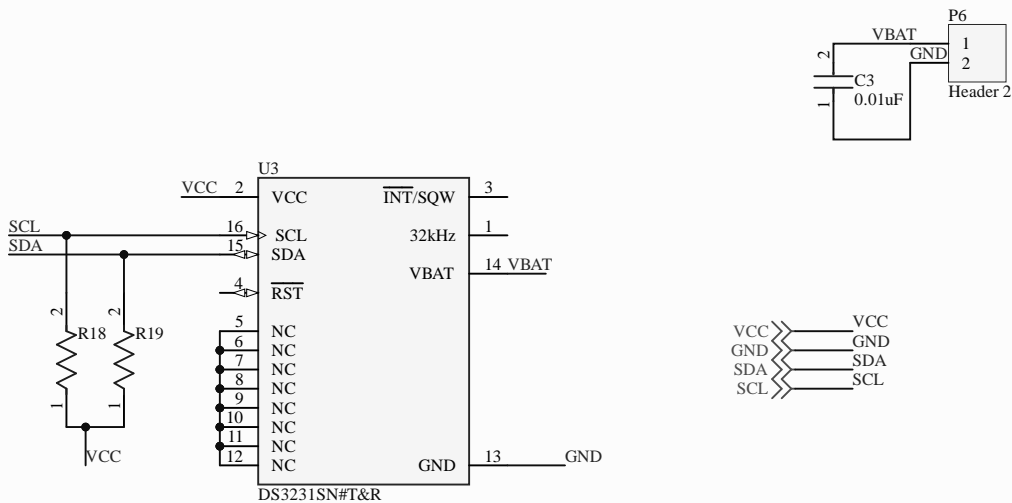 P6
VBAT
1
GND
2
Header 2
2
C3
0.01uF
1
U3
VCC 2 VCC
INT/SQW 3
SCL 16 SCL
32kHz 1
SDA 15 SDA
VBAT 14 VBAT
4 RST
5 NC
6 NC
7 NC
8 NC
9 NC
10 NC
11 NC
12 NC
GND 13 GND
DS3231SN#T&R
2 R18
2 R19
1
1
VCC
VCC VCC
GND GND
SDA SDA
SCL SCL